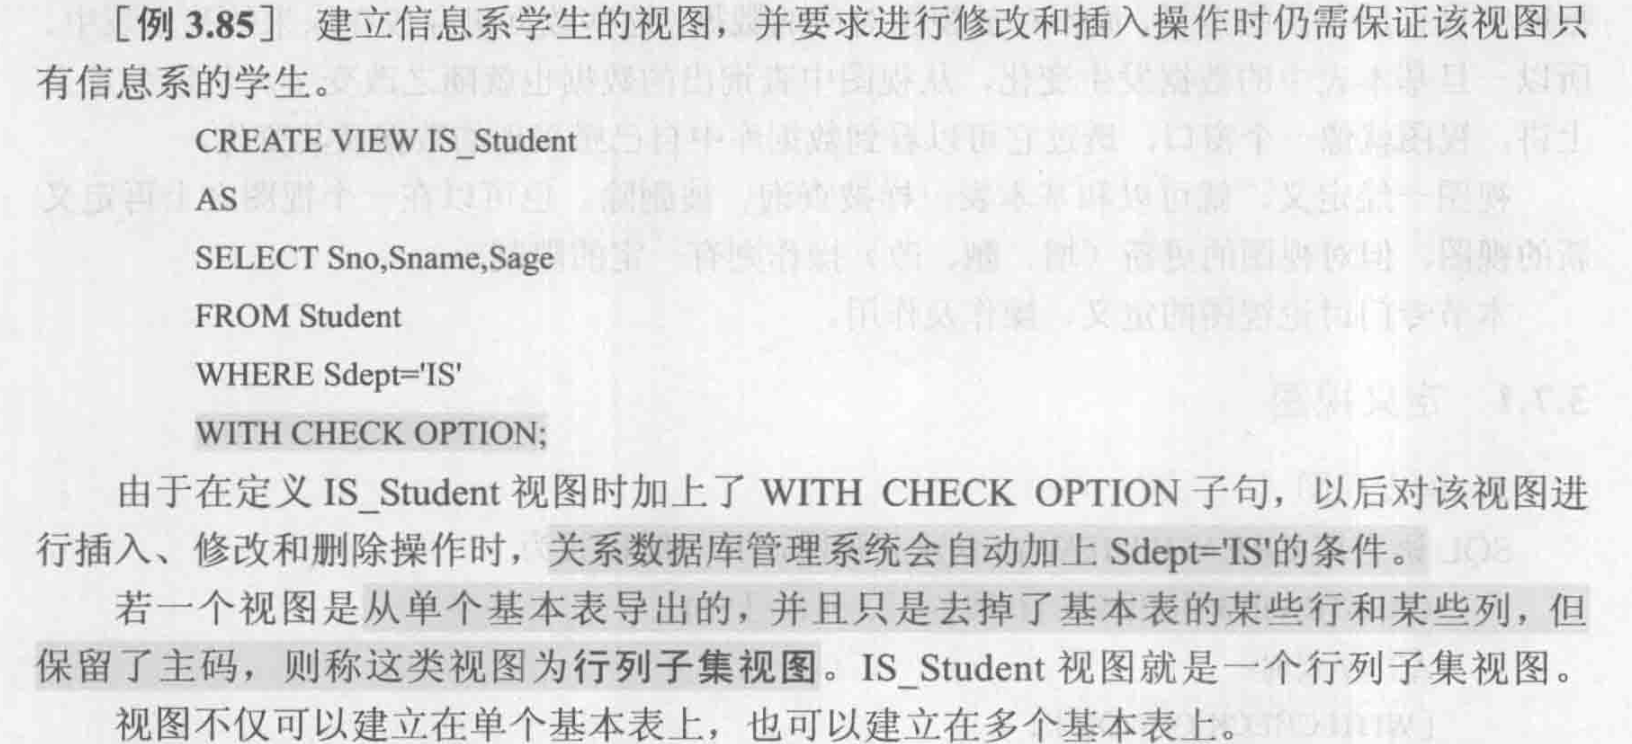 ［例 3.85］ 建立信息系学生的视图，并要求进行修改和插入操作时仍需保证该视图只
有信息系的学生。
CREATE VIEW IS_Student
AS
SELECT Sno,Sname,Sage
FROM Student
WHERE Sdept='IS'
WITH CHECK OPTION;
由于在定义 IS_Student 视图时加上了 WITH CHECK OPTION 子句，以后对该视图进
行插入、修改和删除操作时，关系数据库管理系统会自动加上 Sdept='IS'的条件。
若一个视图是从单个基本表导出的，并且只是去掉了基本表的某些行和某些列，但
保留了主码，则称这类视图为行列子集视图。IS_Student 视图就是一个行列子集视图。
视图不仅可以建立在单个基本表上，也可以建立在多个基本表上。